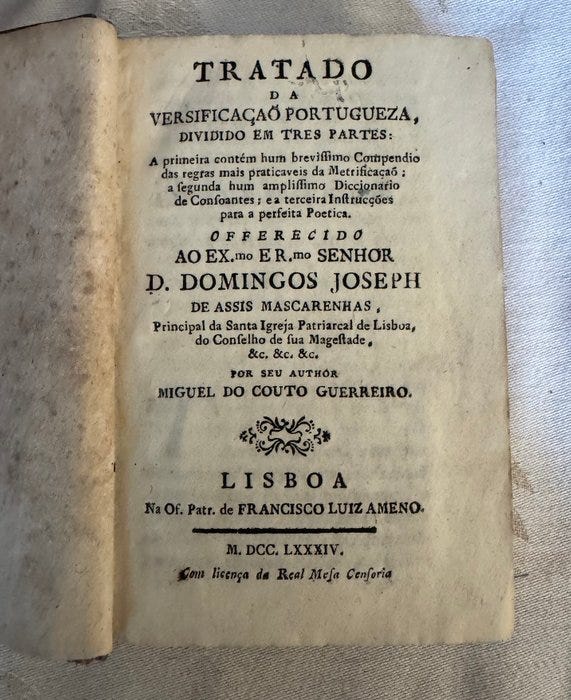 TRATADO
DA
VERSIFICAÇAÕ PORTUGUEZA,
DIVIDIDO EM TRES PARTES:
A primeira contém hum breviſſimo Compendio
das regras mais praticaveis da Metrificaçaõ;
a ſegunda hum ampliſſimo Diccionario
de Conſoantes; e a terceira Inſtrucções
para a perfeita Poetica.
OFFERECIDO
AO EX.mo E R.mo SENHOR
D. DOMINGOS JOSEPH
DE ASSIS MASCARENHAS,
Principal da Santa Igreja Patriarcal de Lisboa,
do Conſelho de ſua Mageſtade,
&c. &c. &c.
POR SEU AUTHOR
MIGUEL DO COUTO GUERREIRO.
LISBOA
Na Of. Patr. de FRANCISCO LUIZ AMENO.
M. DCC. LXXXIV.
Com licença da Real Meſa Cenſoria